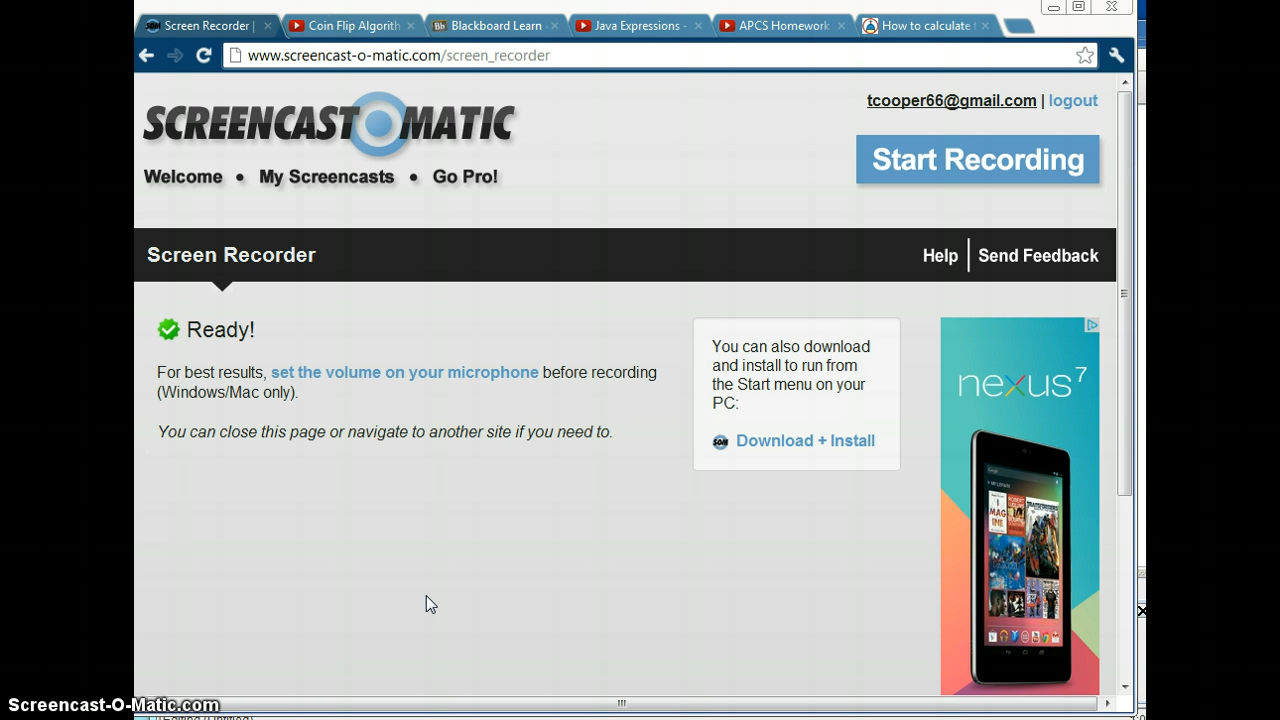 Screen Recorder |
Coin Flip Algorith
Blackboard Learn
Java Expressions -
APCS Homework
How to calculate
www.screencast-o-matic.com/screen_recorder
SCREENCAST O MATIC
tcooper66@gmail.com | logout
Start Recording
Welcome • My Screencasts • Go Pro!
Screen Recorder
Help | Send Feedback
Ready!
For best results, set the volume on your microphone before recording
(Windows/Mac only).
You can close this page or navigate to another site if you need to.
You can also download
and install to run from
the Start menu on your
PC:
SOM Download + Install
nexus 7
Screencast-O-Matic.com